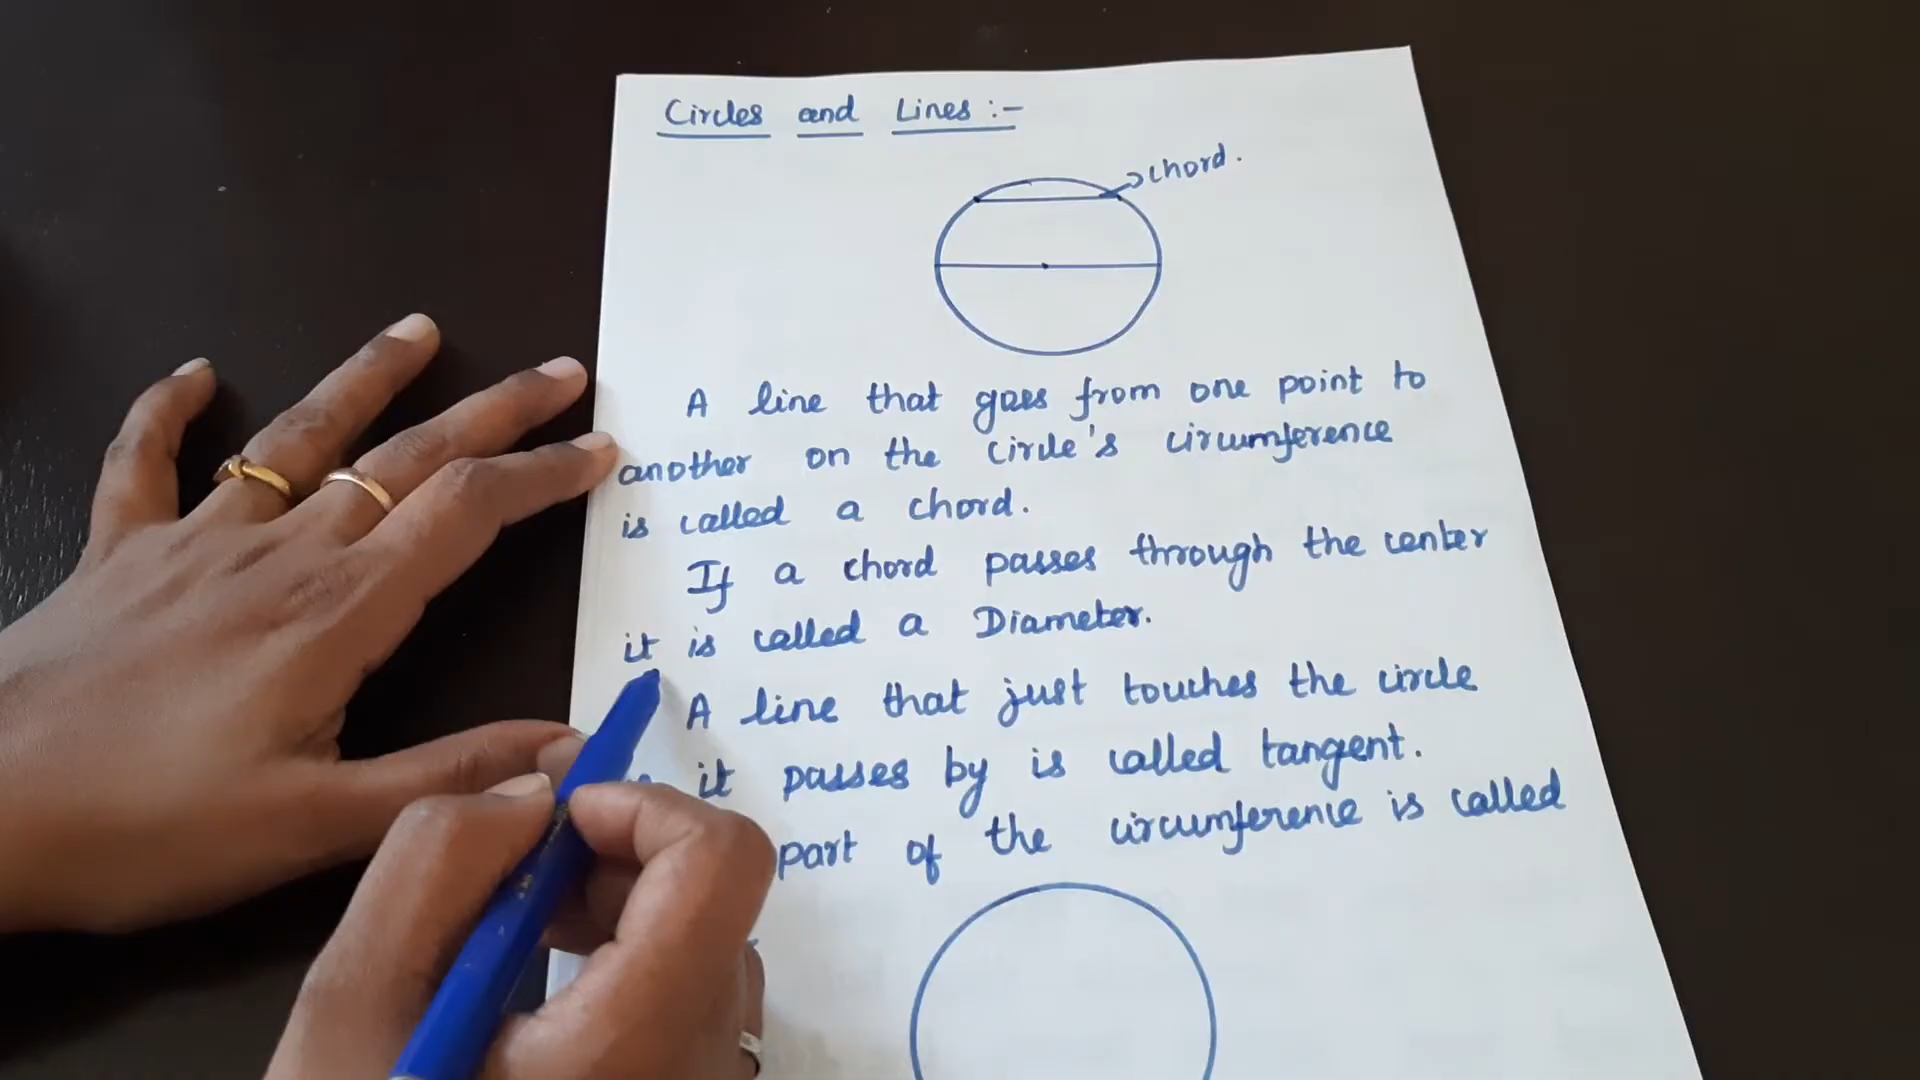 Circles and Lines :-
chord.
A line that goes from one point to
another on the circle's circumference
is called a chord.
If a chord passes through the center
it is called a Diameter.
A line that just touches the circle
it passes by is called tangent.
part of the circumference is called